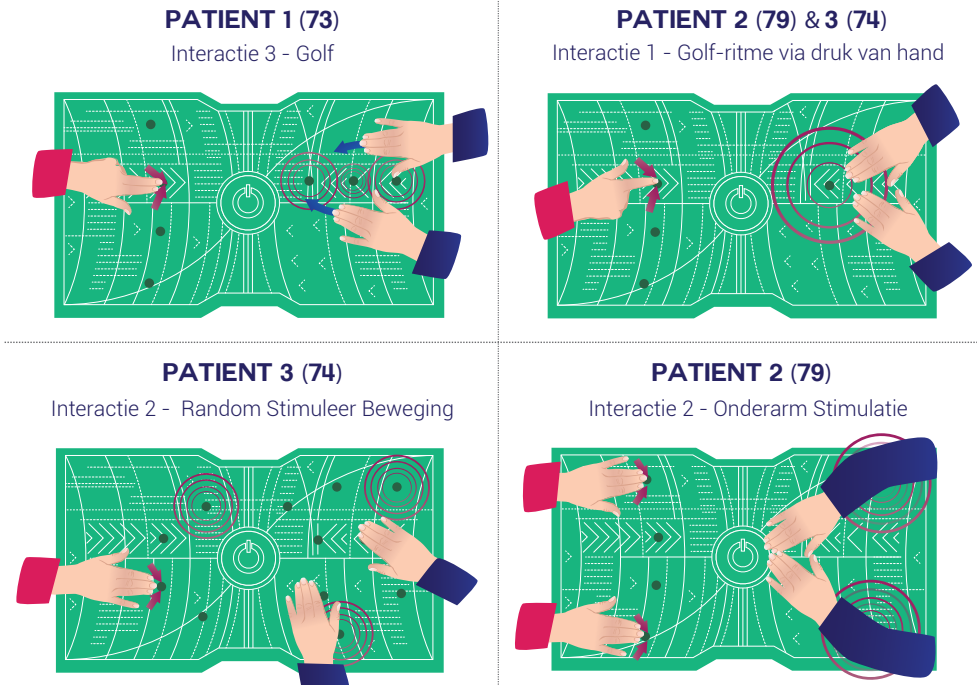 PATIENT 1 (73)
Interactie 3 - Golf
PATIENT 2 (79) & 3 (74)
Interactie 1 - Golf-ritme via druk van hand
PATIENT 3 (74)
Interactie 2 - Random Stimuleer Beweging
PATIENT 2 (79)
Interactie 2 - Onderarm Stimulatie